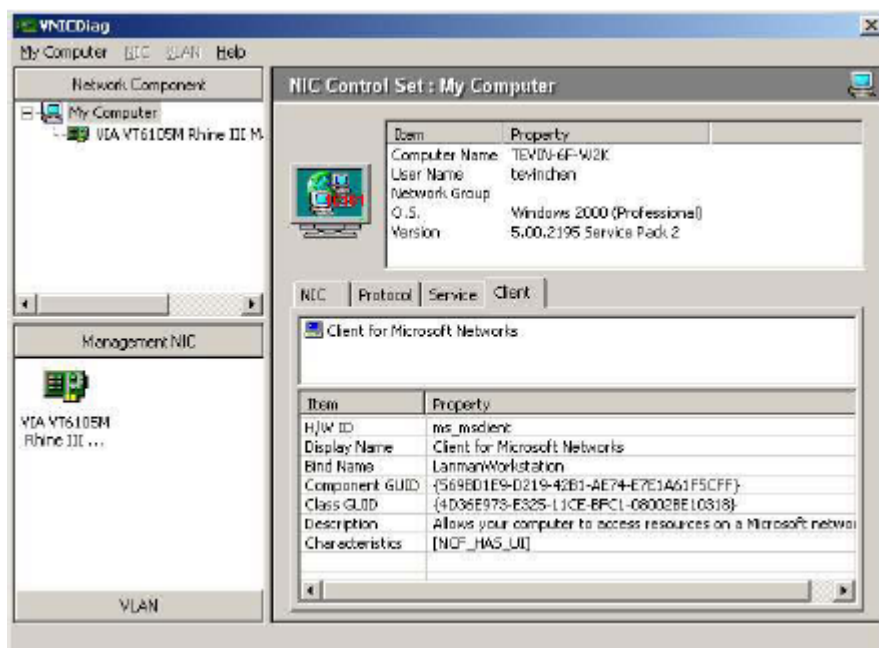 VNICDiag
My Computer NIC VLAN Help
Network Component
My Computer
VIA VT6105M Rhine III M
Management NIC
VIA VT6105M
Rhine III ...
VLAN
NIC Control Set : My Computer
Item Property
Computer Name TEVIN-6F-W2K
User Name tevinchen
Network Group
O.S. Windows 2000 (Professional)
Version 5.00.2195 Service Pack 2
NIC Protocol Service Client
Client for Microsoft Networks
Item Property
H/W ID ms_msclient
Display Name Client for Microsoft Networks
Bind Name LanmanWorkstation
Component GUID {569BD1E9-D219-42B1-AE74-E7E1A61F5CFF}
Class GUID {4D36E973-E325-11CE-BFC1-08002BE10318}
Description Allows your computer to access resources on a Microsoft networ
Characteristics [NCF_HAS_UI]